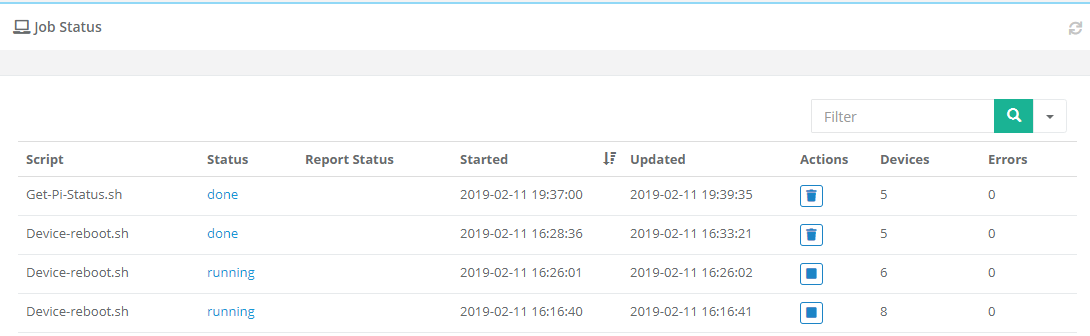 Job Status
Filter
Script Status Report Status Started Updated Actions Devices Errors
Get-Pi-Status.sh done 2019-02-11 19:37:00 2019-02-11 19:39:35 5 0
Device-reboot.sh done 2019-02-11 16:28:36 2019-02-11 16:33:21 5 0
Device-reboot.sh running 2019-02-11 16:26:01 2019-02-11 16:26:02 6 0
Device-reboot.sh running 2019-02-11 16:16:40 2019-02-11 16:16:41 8 0